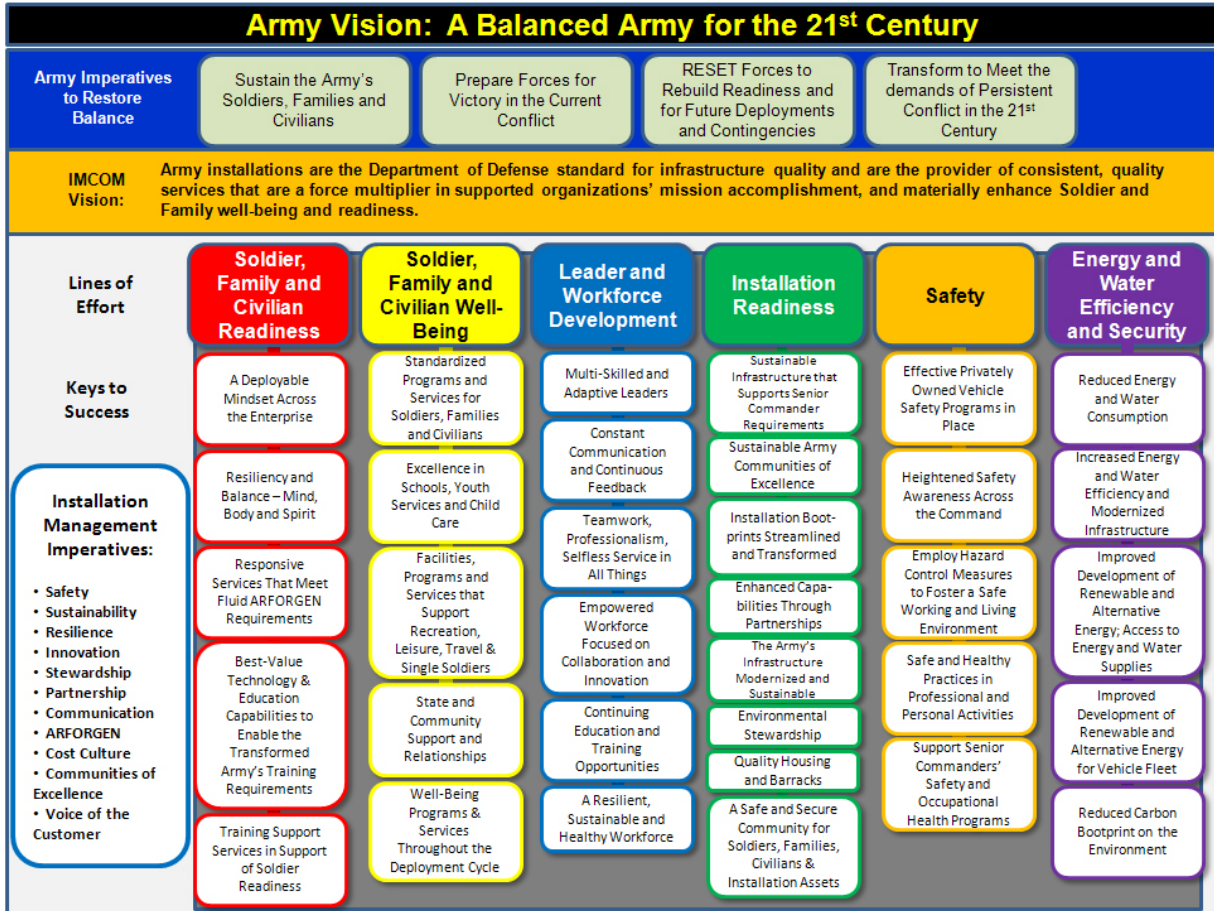 Army Vision: A Balanced Army for the 21st Century
Army Imperatives
to Restore
Balance
Sustain the Army's
Soldiers, Families and
Civilians
Prepare Forces for
Victory in the Current
Conflict
RESET Forces to
Rebuild Readiness and
for Future Deployments
and Contingencies
Transform to Meet the
demands of Persistent
Conflict in the 21st
Century
IMCOM
Vision:
Army installations are the Department of Defense standard for infrastructure quality and are the provider of consistent, quality
services that are a force multiplier in supported organizations' mission accomplishment, and materially enhance Soldier and
Family well-being and readiness.
Lines of
Effort
Soldier,
Family and
Civilian
Readiness
Soldier,
Family and
Civilian Well-
Being
Leader and
Workforce
Development
Installation
Readiness
Safety
Energy and
Water
Efficiency
and Security
Keys to
Success
Installation
Management
Imperatives:
• Safety
• Sustainability
• Resilience
• Innovation
• Stewardship
• Partnership
• Communication
• ARFORGEN
• Cost Culture
• Communities of
Excellence
• Voice of the
Customer
A Deployable
Mindset Across
the Enterprise
Resiliency and
Balance – Mind,
Body and Spirit
Responsive
Services That Meet
Fluid ARFORGEN
Requirements
Best-Value
Technology &
Education
Capabilities to
Enable the
Transformed
Army's Training
Requirements
Training Support
Services in Support
of Soldier
Readiness
Standardized
Programs and
Services for
Soldiers, Families
and Civilians
Excellence in
Schools, Youth
Services and Child
Care
Facilities,
Programs and
Services that
Support
Recreation,
Leisure, Travel &
Single Soldiers
State and
Community
Support and
Relationships
Well-Being
Programs &
Services
Throughout the
Deployment Cycle
Multi-Skilled and
Adaptive Leaders
Constant
Communication
and Continuous
Feedback
Teamwork,
Professionalism,
Selfless Service in
All Things
Empowered
Workforce
Focused on
Collaboration and
Innovation
Continuing
Education and
Training
Opportunities
A Resilient,
Sustainable and
Healthy Workforce
Sustainable
Infrastructure that
Supports Senior
Commander
Requirements
Sustainable Army
Communities of
Excellence
Installation Boot-
prints Streamlined
and Transformed
Enhanced Capa-
bilities Through
Partnerships
The Army's
Infrastructure
Modernized and
Sustainable
Environmental
Stewardship
Quality Housing
and Barracks
A Safe and Secure
Community for
Soldiers, Families,
Civilians &
Installation Assets
Effective Privately
Owned Vehicle
Safety Programs in
Place
Heightened Safety
Awareness Across
the Command
Employ Hazard
Control Measures
to Foster a Safe
Working and Living
Environment
Safe and Healthy
Practices in
Professional and
Personal Activities
Support Senior
Commanders'
Safety and
Occupational
Health Programs
Reduced Energy
and Water
Consumption
Increased Energy
and Water
Efficiency and
Modernized
Infrastructure
Improved
Development of
Renewable and
Alternative
Energy; Access to
Energy and Water
Supplies
Improved
Development of
Renewable and
Alternative Energy
for Vehicle Fleet
Reduced Carbon
Bootprint on the
Environment